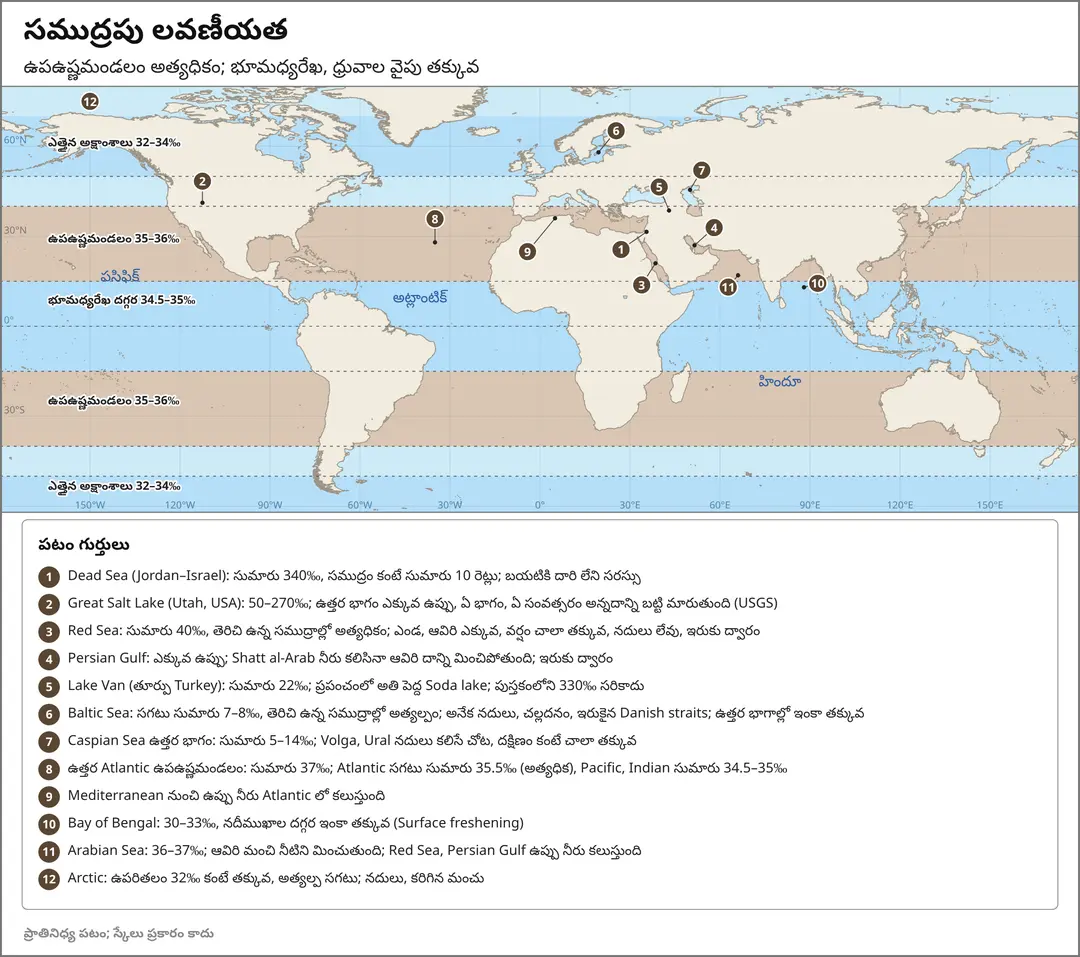 సముద్రపు లవణీయత
ఉపఉష్ణమండలం అత్యధికం; భూమధ్యరేఖ, ధ్రువాల వైపు తక్కువ
12
6
60°N
ఎత్తైన అక్షాంశాలు 32–34‰
7
2
5
8
4
30°N
ఉపఉష్ణమండలం 35–36‰
9
1
పసిఫిక్
3
11
10
భూమధ్యరేఖ దగ్గర 34.5–35‰
అట్లాంటిక్
0°
హిందూ
ఉపఉష్ణమండలం 35–36‰
30°S
ఎత్తైన అక్షాంశాలు 32–34‰
150°W 120°W 90°W 60°W 30°W 0° 30°E 60°E 90°E 120°E 150°E
పటం గుర్తులు
1 Dead Sea (Jordan–Israel): సుమారు 340‰, సముద్రం కంటే సుమారు 10 రెట్లు; బయటికి దారి లేని సరస్సు
2 Great Salt Lake (Utah, USA): 50–270‰; ఉత్తర భాగం ఎక్కువ ఉప్పు, ఏ భాగం, ఏ సంవత్సరం అన్నదాన్ని బట్టి మారుతుంది (USGS)
3 Red Sea: సుమారు 40‰, తెరిచి ఉన్న సముద్రాల్లో అత్యధికం; ఎండ, ఆవిరి ఎక్కువ, వర్షం చాలా తక్కువ, నదులు లేవు, ఇరుకు ద్వారం
4 Persian Gulf: ఎక్కువ ఉప్పు; Shatt al-Arab నీరు కలిసినా ఆవిరి దాన్ని మించిపోతుంది; ఇరుకు ద్వారం
5 Lake Van (తూర్పు Turkey): సుమారు 22‰; ప్రపంచంలో అతి పెద్ద Soda lake; పుస్తకంలోని 330‰ సరికాదు
6 Baltic Sea: సగటు సుమారు 7–8‰, తెరిచి ఉన్న సముద్రాల్లో అత్యల్పం; అనేక నదులు, చల్లదనం, ఇరుకైన Danish straits; ఉత్తర భాగాల్లో ఇంకా తక్కువ
7 Caspian Sea ఉత్తర భాగం: సుమారు 5–14‰; Volga, Ural నదులు కలిసే చోట, దక్షిణం కంటే చాలా తక్కువ
8 ఉత్తర Atlantic ఉపఉష్ణమండలం: సుమారు 37‰; Atlantic సగటు సుమారు 35.5‰ (అత్యధిక), Pacific, Indian సుమారు 34.5–35‰
9 Mediterranean నుంచి ఉప్పు నీరు Atlantic లో కలుస్తుంది
10 Bay of Bengal: 30–33‰, నదీముఖాల దగ్గర ఇంకా తక్కువ (Surface freshening)
11 Arabian Sea: 36–37‰; ఆవిరి మంచి నీటిని మించుతుంది; Red Sea, Persian Gulf ఉప్పు నీరు కలుస్తుంది
12 Arctic: ఉపరితలం 32‰ కంటే తక్కువ, అత్యల్ప సగటు; నదులు, కరిగిన మంచు
ప్రాతినిధ్య పటం; స్కేలు ప్రకారం కాదు